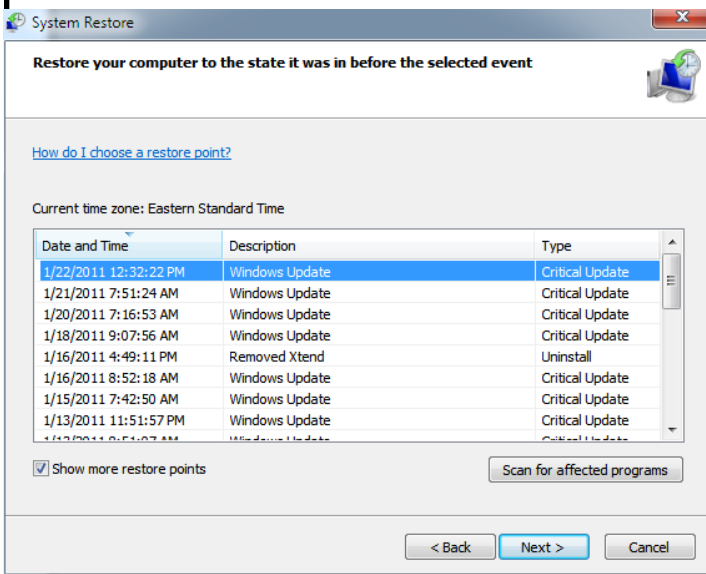 System Restore
Restore your computer to the state it was in before the selected event
How do I choose a restore point?
Current time zone: Eastern Standard Time
Date and Time Description Type
1/22/2011 12:32:22 PM Windows Update Critical Update
1/21/2011 7:51:24 AM Windows Update Critical Update
1/20/2011 7:16:53 AM Windows Update Critical Update
1/18/2011 9:07:56 AM Windows Update Critical Update
1/16/2011 4:49:11 PM Removed Xtend Uninstall
1/16/2011 8:52:18 AM Windows Update Critical Update
1/15/2011 7:42:50 AM Windows Update Critical Update
1/13/2011 11:51:57 PM Windows Update Critical Update
Windows Update Critical Update
Show more restore points Scan for affected programs
< Back Next > Cancel